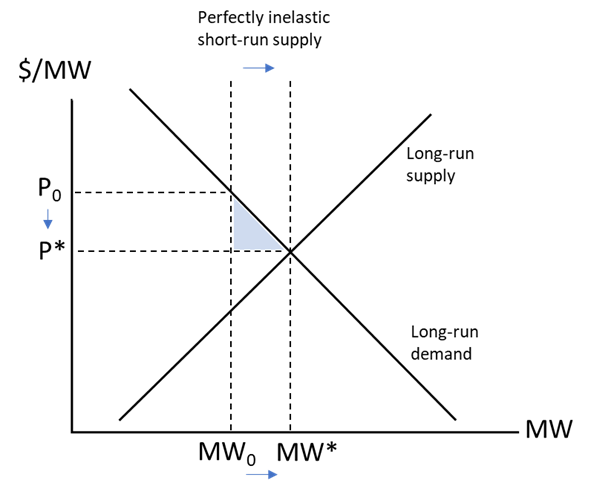 Perfectly inelastic
short-run supply
$/MW
Long-run
supply
P₀
P*
Long-run
demand
MW
MW₀ MW*